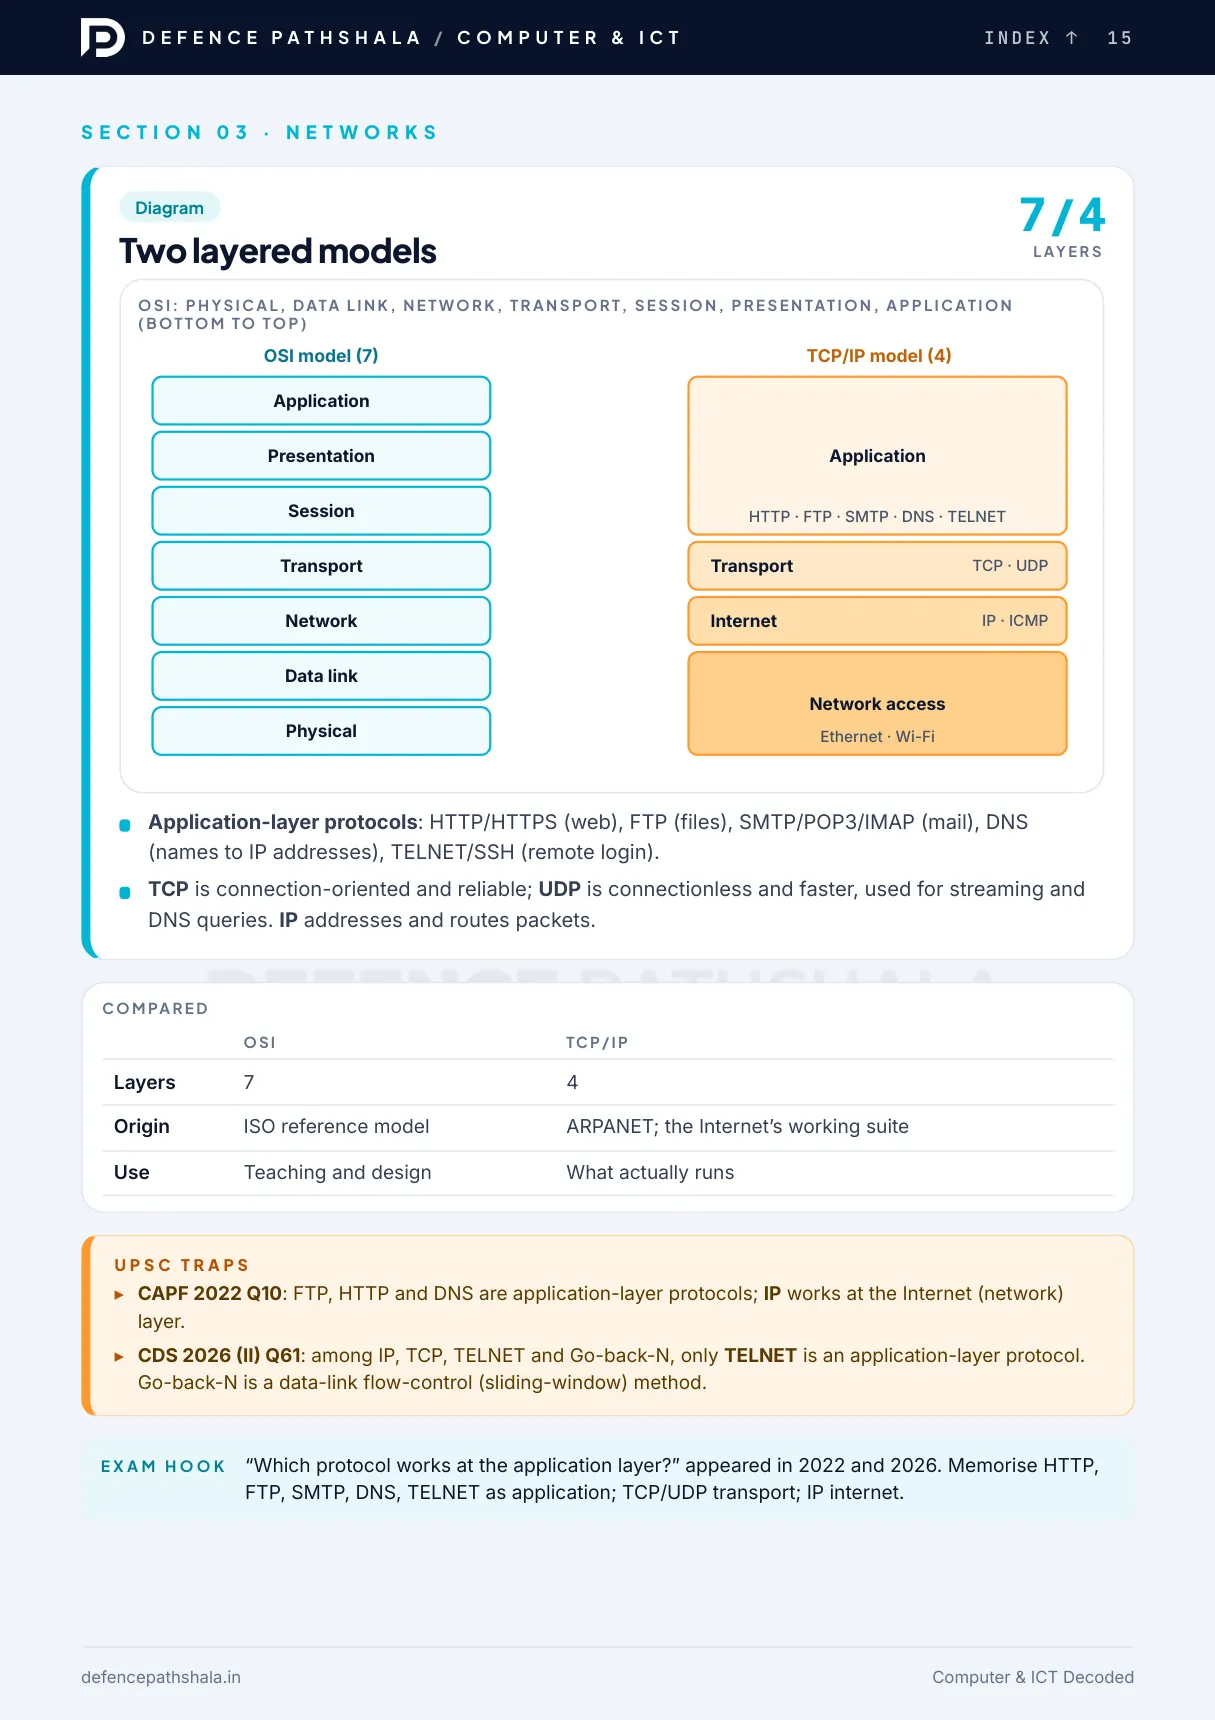 DEFENCE PATHSHALA / COMPUTER & ICT
INDEX ↑ 15
SECTION 03 · NETWORKS
Diagram
7/4
LAYERS
Two layered models
OSI: PHYSICAL, DATA LINK, NETWORK, TRANSPORT, SESSION, PRESENTATION, APPLICATION
(BOTTOM TO TOP)
OSI model (7)
Application
Presentation
Session
Transport
Network
Data link
Physical
TCP/IP model (4)
Application
HTTP · FTP · SMTP · DNS · TELNET
Transport TCP · UDP
Internet IP · ICMP
Network access
Ethernet · Wi-Fi
Application-layer protocols: HTTP/HTTPS (web), FTP (files), SMTP/POP3/IMAP (mail), DNS
(names to IP addresses), TELNET/SSH (remote login).
TCP is connection-oriented and reliable; UDP is connectionless and faster, used for streaming and
DNS queries. IP addresses and routes packets.
DEFENCE PATHSHALA
COMPARED
OSI TCP/IP
Layers 7 4
Origin ISO reference model ARPANET; the Internet’s working suite
Use Teaching and design What actually runs
UPSC TRAPS
▸ CAPF 2022 Q10: FTP, HTTP and DNS are application-layer protocols; IP works at the Internet (network)
layer.
▸ CDS 2026 (II) Q61: among IP, TCP, TELNET and Go-back-N, only TELNET is an application-layer protocol.
Go-back-N is a data-link flow-control (sliding-window) method.
EXAM HOOK “Which protocol works at the application layer?” appeared in 2022 and 2026. Memorise HTTP,
FTP, SMTP, DNS, TELNET as application; TCP/UDP transport; IP internet.
defencepathshala.in
Computer & ICT Decoded